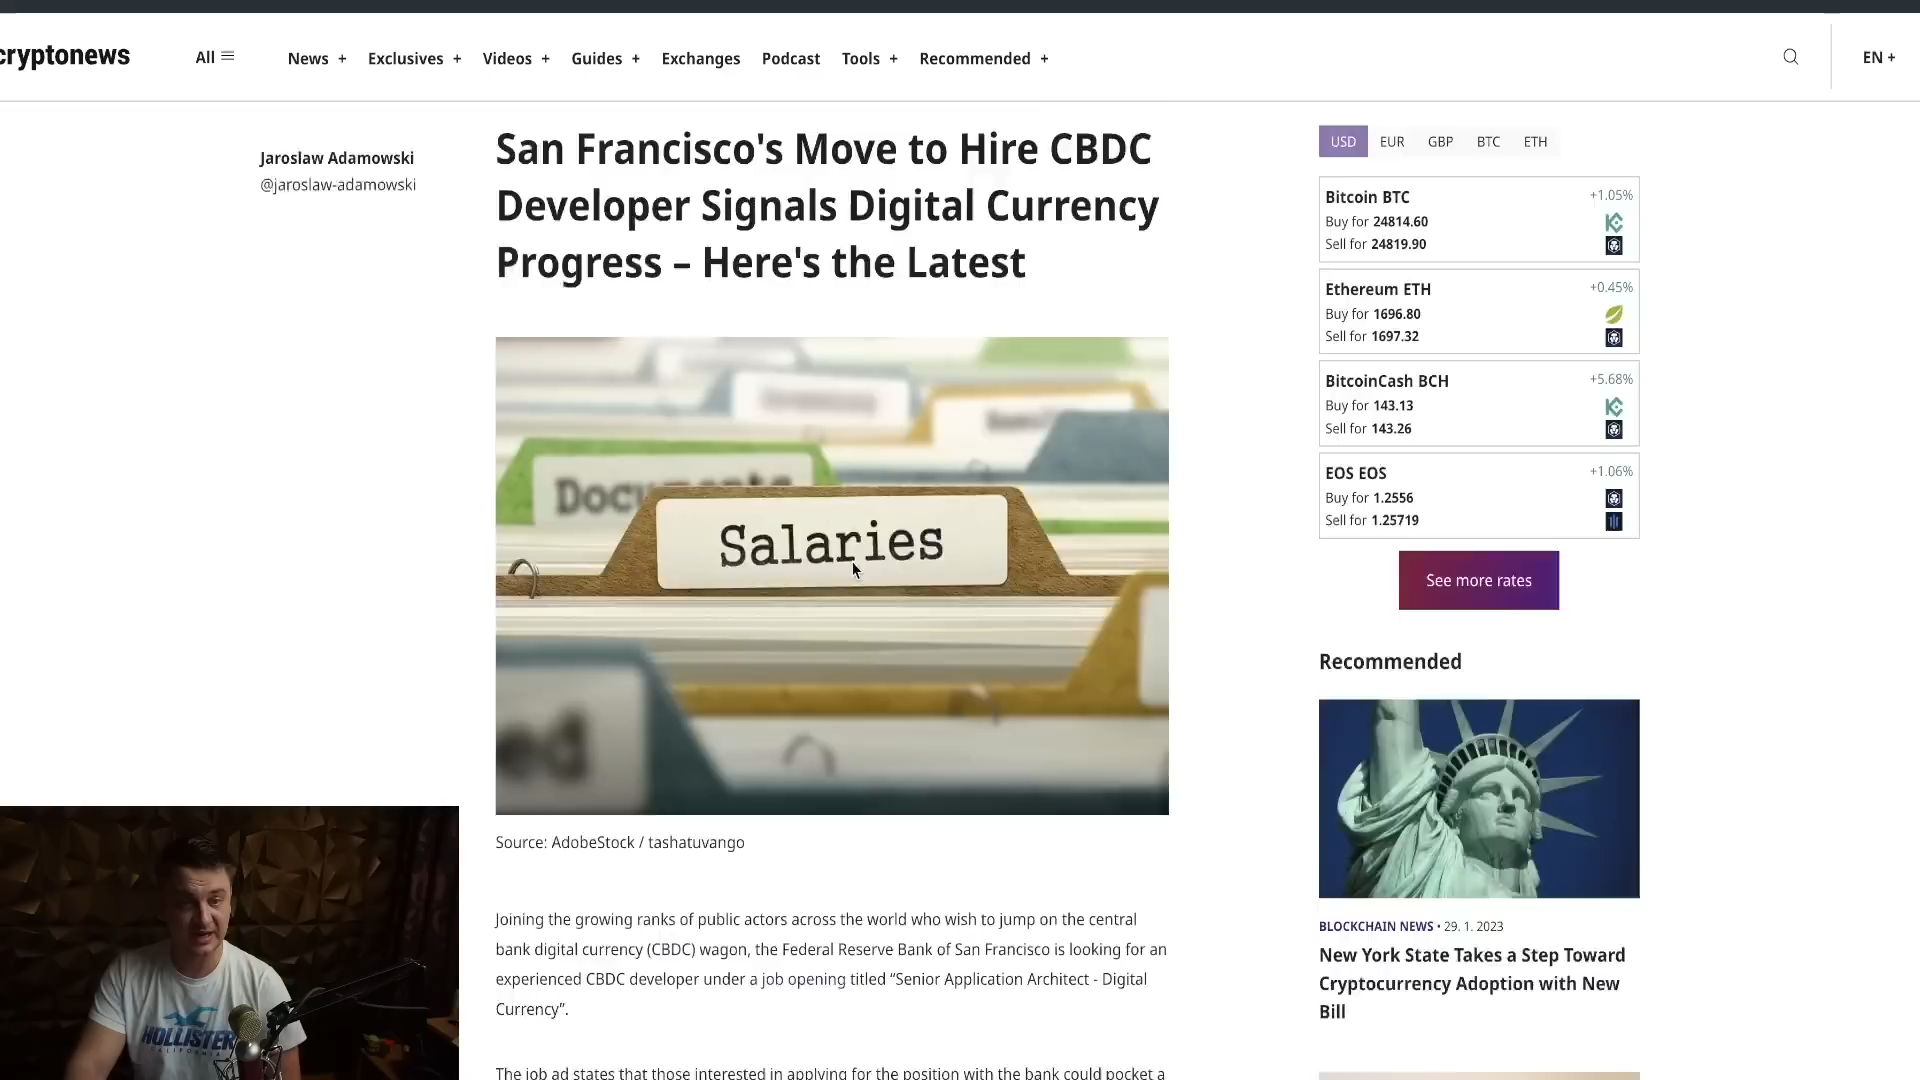 cryptonews
All
News +
Exclusives +
Videos +
Guides +
Exchanges
Podcast
Tools +
Recommended +
EN +
Jaroslaw Adamowski
@jaroslaw-adamowski
San Francisco's Move to Hire CBDC
Developer Signals Digital Currency
Progress – Here's the Latest
Documents
Salaries
Source: AdobeStock / tashatuvango
Joining the growing ranks of public actors across the world who wish to jump on the central
bank digital currency (CBDC) wagon, the Federal Reserve Bank of San Francisco is looking for an
experienced CBDC developer under a job opening titled “Senior Application Architect - Digital
Currency”.
The job ad states that those interested in applying for the position with the bank could pocket a
USD EUR GBP BTC ETH
Bitcoin BTC +1.05%
Buy for 24814.60
Sell for 24819.90
Ethereum ETH +0.45%
Buy for 1696.80
Sell for 1697.32
BitcoinCash BCH +5.68%
Buy for 143.13
Sell for 143.26
EOS EOS +1.06%
Buy for 1.2556
Sell for 1.25719
See more rates
Recommended
BLOCKCHAIN NEWS • 29. 1. 2023
New York State Takes a Step Toward
Cryptocurrency Adoption with New
Bill
HOLLISTER
CALIFORNIA